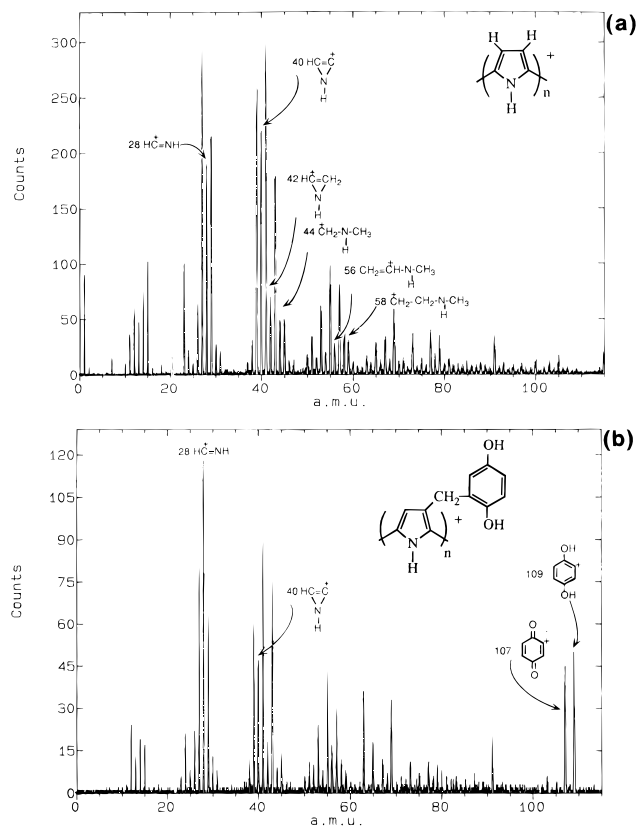 (a)
300
250
200
150
100
50
0
Counts
0
20
40
60
80
100
a.m.u.
28 HC=NH
+
40 HC=C
+
N
H
42 HC=CH2
+
N
H
44 CH2-N-CH3
+
H
56 CH2=CH-N-CH3
+
H
58 CH2-CH2-N-CH3
+
H
H H
N
H
n
+
(b)
120
105
90
75
60
45
30
15
0
Counts
0
20
40
60
80
100
a.m.u.
28 HC=NH
+
40 HC=C
+
N
H
OH
CH2
OH
N
H
n
+
109
OH
+
OH
107
O
+
O